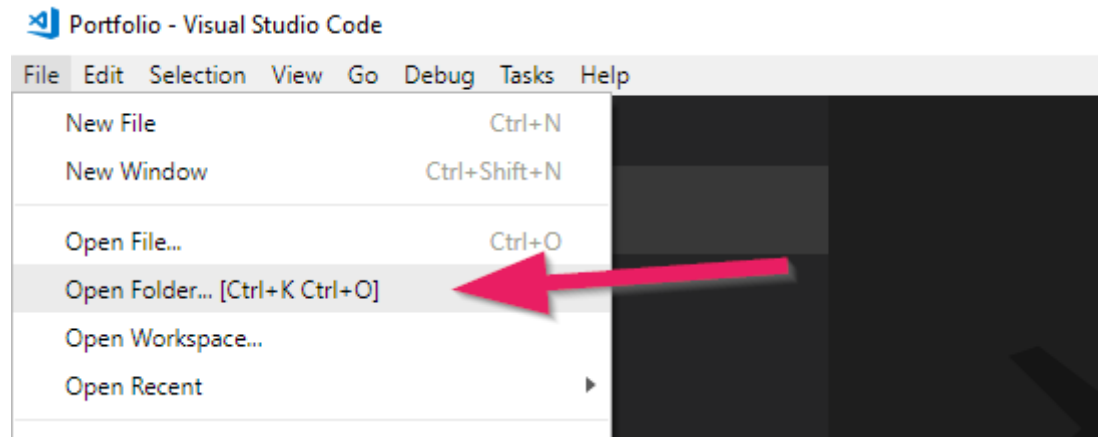 Portfolio - Visual Studio Code
File Edit Selection View Go Debug Tasks Help
New File Ctrl+N
New Window Ctrl+Shift+N
Open File... Ctrl+O
Open Folder... [Ctrl+K Ctrl+O]
Open Workspace...
Open Recent